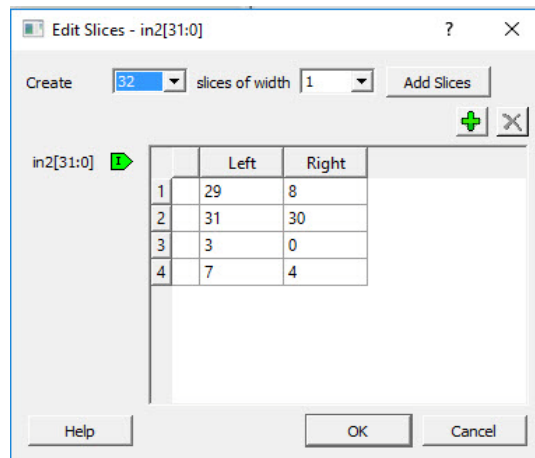 Edit Slices - in2[31:0] ? ×
Create 32 slices of width 1 Add Slices
in2[31:0] I
Left Right
1 29 8
2 31 30
3 3 0
4 7 4
Help OK Cancel